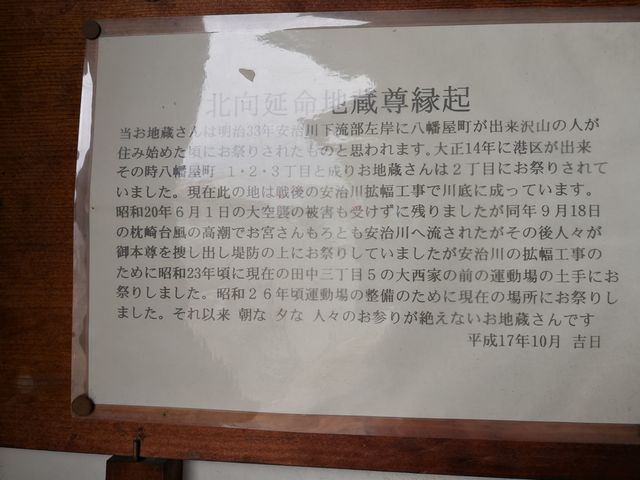 北向延命地蔵尊縁起
当お地蔵さんは明治33年安治川下流部左岸に八幡屋町が出来沢山の人が
住み始めた頃にお祭りされたものと思われます。大正14年に港区が出来
その時八幡屋町 1・2・3丁目と成りお地蔵さんは２丁目にお祭りされて
いました。現在此の地は戦後の安治川拡幅工事で川底に成っています。
昭和20年６月１日の大空襲の被害も受けずに残りましたが同年９月18日
の枕崎台風の高潮でお宮さんもろとも安治川へ流されたがその後人々が
御本尊を捜し出し堤防の上にお祭りしていましたが安治川の拡幅工事の
ために昭和23年頃に現在の田中三丁目５の大西家の前の運動場の土手にお
祭りしました。昭和２６年頃運動場の整備のために現在の場所にお祭りし
ました。それ以来 朝な 夕な 人々のお参りが絶えないお地蔵さんです
平成17年10月 吉日